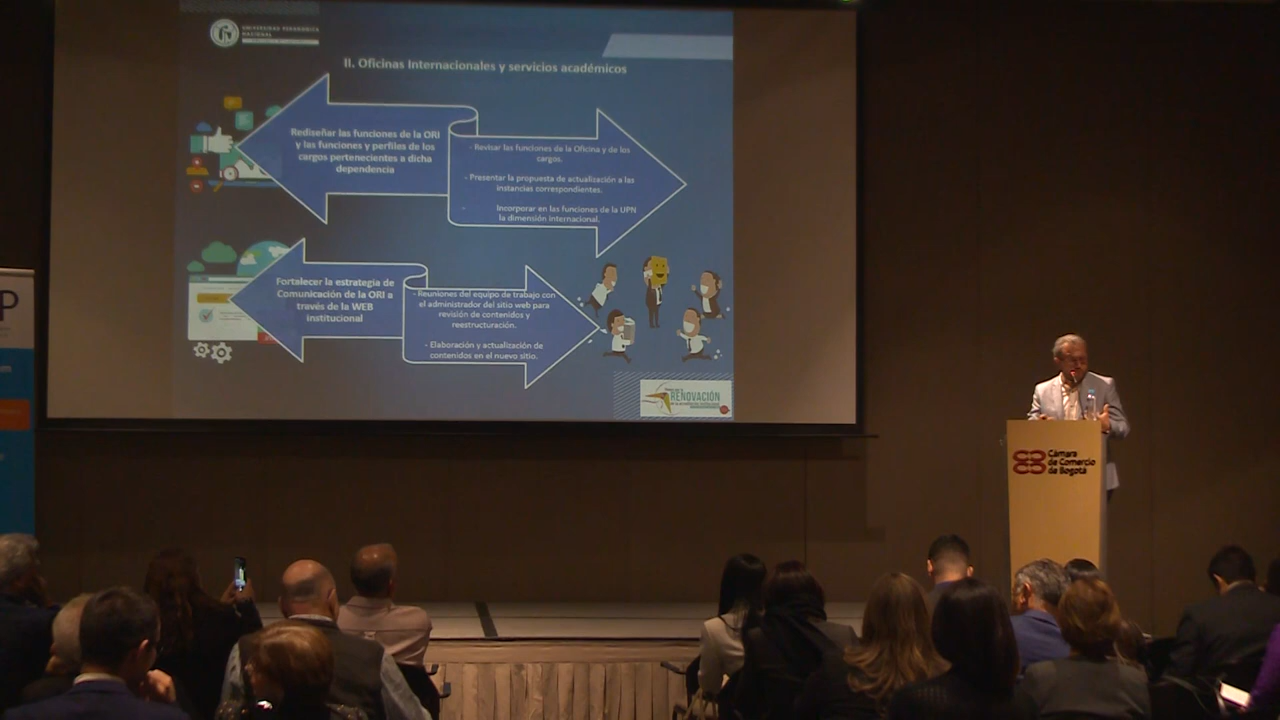 UNIVERSIDAD PEDAGOGICA
NACIONAL
II. Oficinas Internacionales y servicios académicos
Rediseñar las funciones de la ORI
y las funciones y perfiles de los
cargos pertenecientes a dicha
dependencia
- Revisar las funciones de la Oficina y de los
cargos.
- Presentar la propuesta de actualización a las
instancias correspondientes.
- Incorporar en las funciones de la UPN
la dimensión internacional.
Fortalecer la estrategia de
Comunicación de la ORI a
través de la WEB
institucional
- Reuniones del equipo de trabajo con
el administrador del sitio web para
revisión de contenidos y
reestructuración.
- Elaboración y actualización de
contenidos en el nuevo sitio.
RENOVACIÓN
P
om
Cámara
de Comercio
de Bogotá